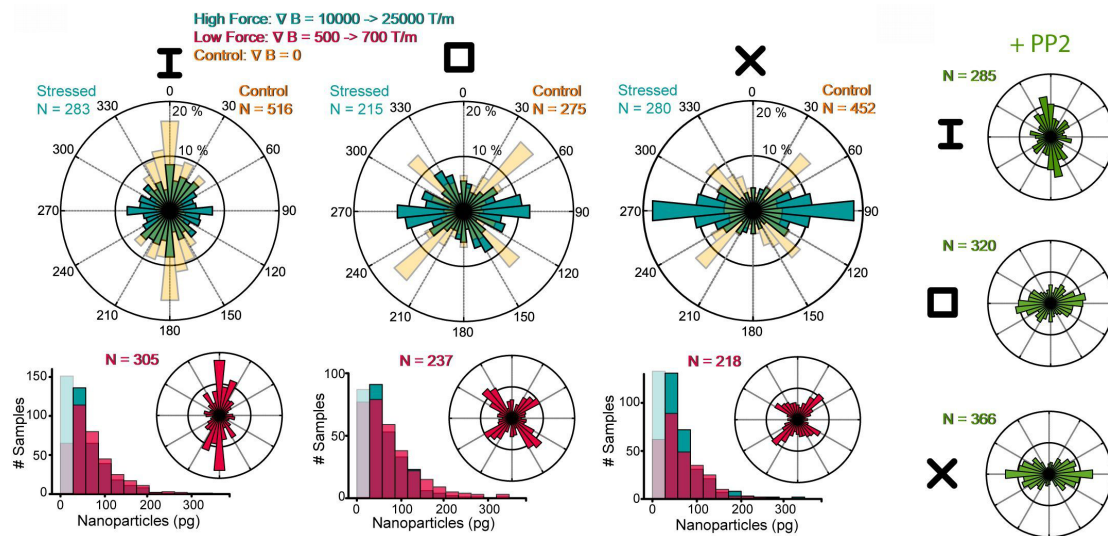 High Force: ∇ B = 10000 -> 25000 T/m
Low Force: ∇ B = 500 -> 700 T/m
Control: ∇ B = 0
+ PP2
Stressed
N = 283
Control
N = 516
0
30
60
90
120
150
180
210
240
270
300
330
20 %
10 %
Stressed
N = 215
Control
N = 275
0
30
60
90
120
150
180
210
240
270
300
330
20 %
10 %
Stressed
N = 280
Control
N = 452
0
30
60
90
120
150
180
210
240
270
300
330
20 %
10 %
N = 285
N = 320
N = 366
N = 305
# Samples
150
100
50
0
0 100 200 300
Nanoparticles (pg)
N = 237
# Samples
100
50
0
0 100 200 300
Nanoparticles (pg)
N = 218
# Samples
100
50
0
0 100 200 300
Nanoparticles (pg)